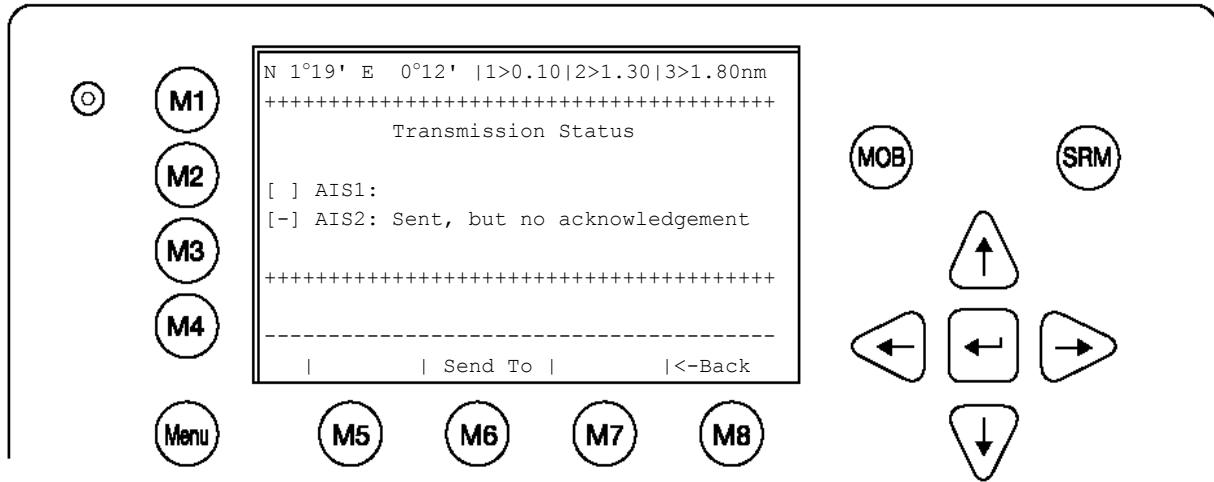 N 1°19' E  0°12' |1>0.10|2>1.30|3>1.80nm
++++++++++++++++++++++++++++++++++++++++
Transmission Status
[ ] AIS1:
[-] AIS2: Sent, but no acknowledgement
++++++++++++++++++++++++++++++++++++++++
----------------------------------------
|       | Send To |       |<-Back
M1
M2
M3
M4
Menu
M5
M6
M7
M8
MOB
SRM